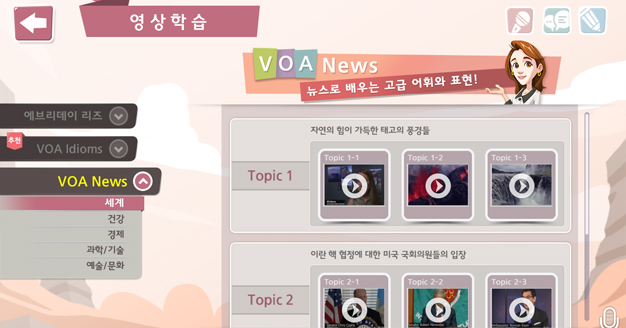 영상학습
VOA News
뉴스로 배우는 고급 어휘와 표현!
에브리데이 리즈
추천
VOA Idioms
VOA News
세계
건강
경제
과학/기술
예술/문화
자연의 힘이 가득한 태고의 풍경들
Topic 1
Topic 1-1
Topic 1-2
Topic 1-3
이란 핵 협정에 대한 미국 국회의원들의 입장
Topic 2
Topic 2-1
Topic 2-2
Topic 2-3